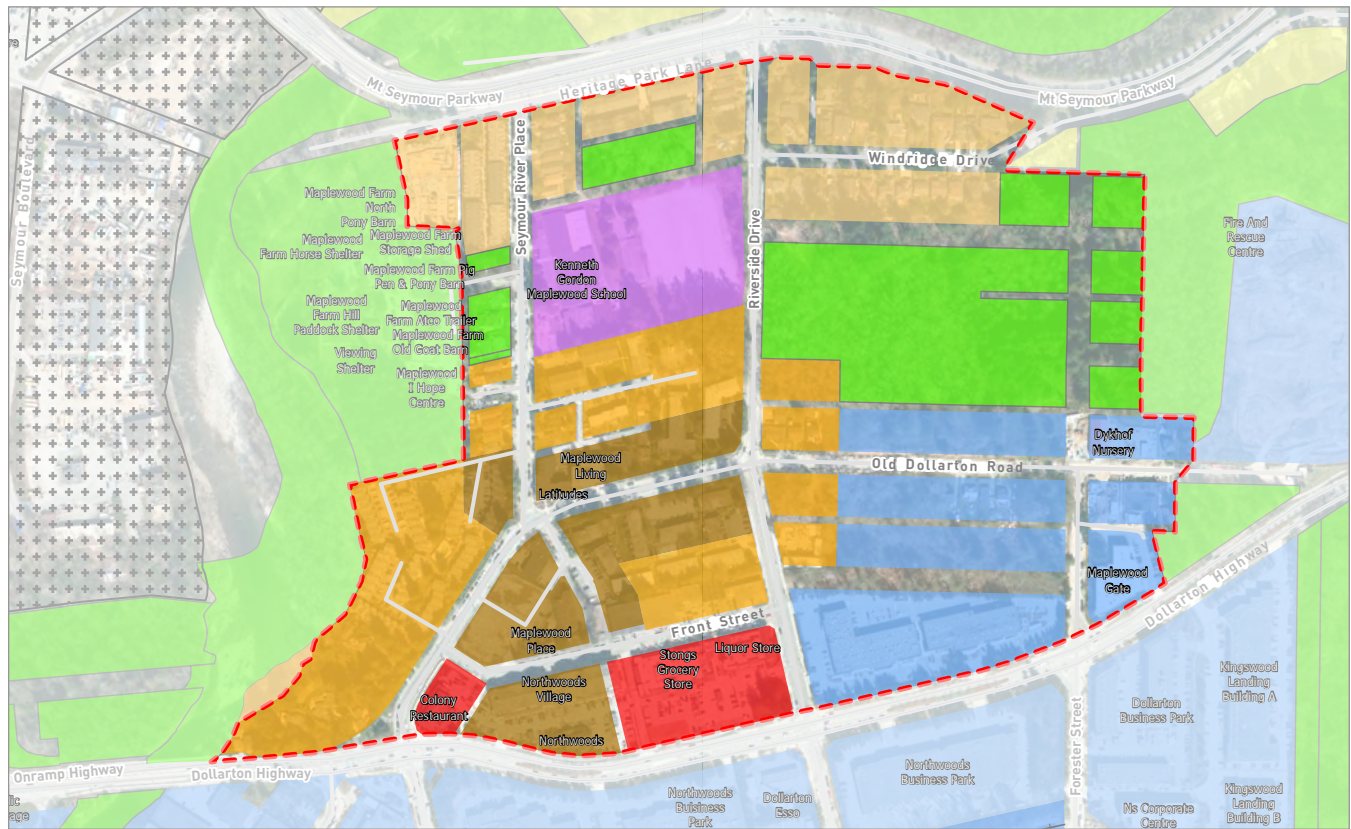 Mt Seymour Parkway
Heritage Park Lane
Mt Seymour Parkway
Windridge Drive
Seymour Boulevard
Seymour River Place
Riverside Drive
Maplewood Farm
North
Pony Barn
Maplewood
Farm Horse Shelter
Maplewood Farm
Storage Shed
Fire And
Rescue
Centre
Maplewood Farm Pig
Pen & Pony Barn
Kenneth
Gordon
Maplewood School
Maplewood
Farm Hill
Paddock Shelter
Maplewood
Farm Atco Trailer
Maplewood Farm
Old Goat Barn
Viewing
Shelter
Maplewood
I Hope
Centre
Dykhof
Nursery
Maplewood
Living
Old Dollarton Road
Latitudes
Maplewood
Gate
Dollarton Highway
Front Street
Maplewood
Place
Liquor Store
Stongs
Grocery
Store
Northwoods
Village
Colony
Restaurant
Northwoods
Kingswood
Landing
Building A
Dollarton
Business Park
Forester Street
Onramp Highway
Dollarton Highway
Northwoods
Business Park
Northwoods
Buisiness
Park
Dollarton
Esso
Ns Corporate
Centre
Kingswood
Landing
Building B